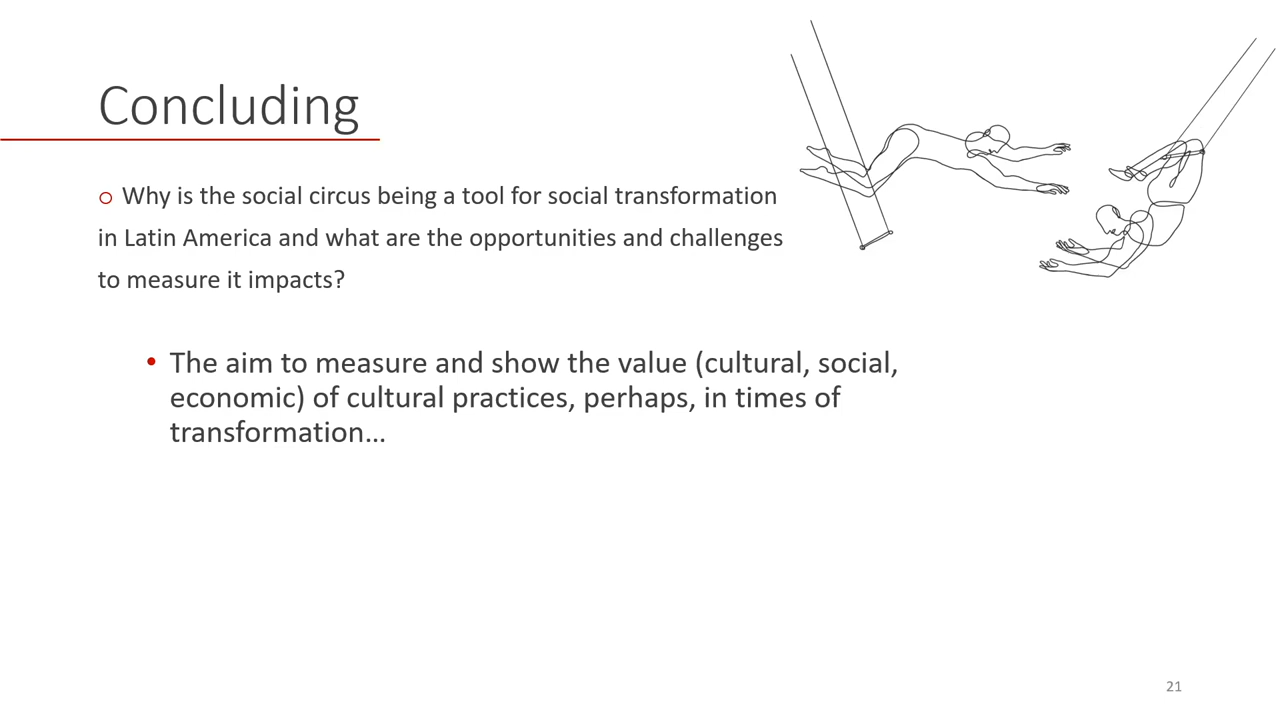 Concluding
o Why is the social circus being a tool for social transformation
in Latin America and what are the opportunities and challenges
to measure it impacts?
• The aim to measure and show the value (cultural, social,
economic) of cultural practices, perhaps, in times of
transformation…
21